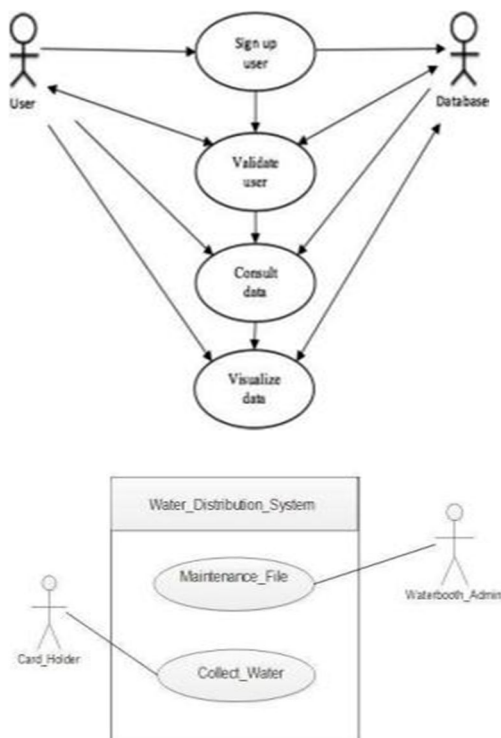 Sign up
user
User
Database
Validate
user
Consult
data
Visualize
data
Water_Distribution_System
Maintenance_File
Waterbooth_Admin
Card_Holder
Collect_Water